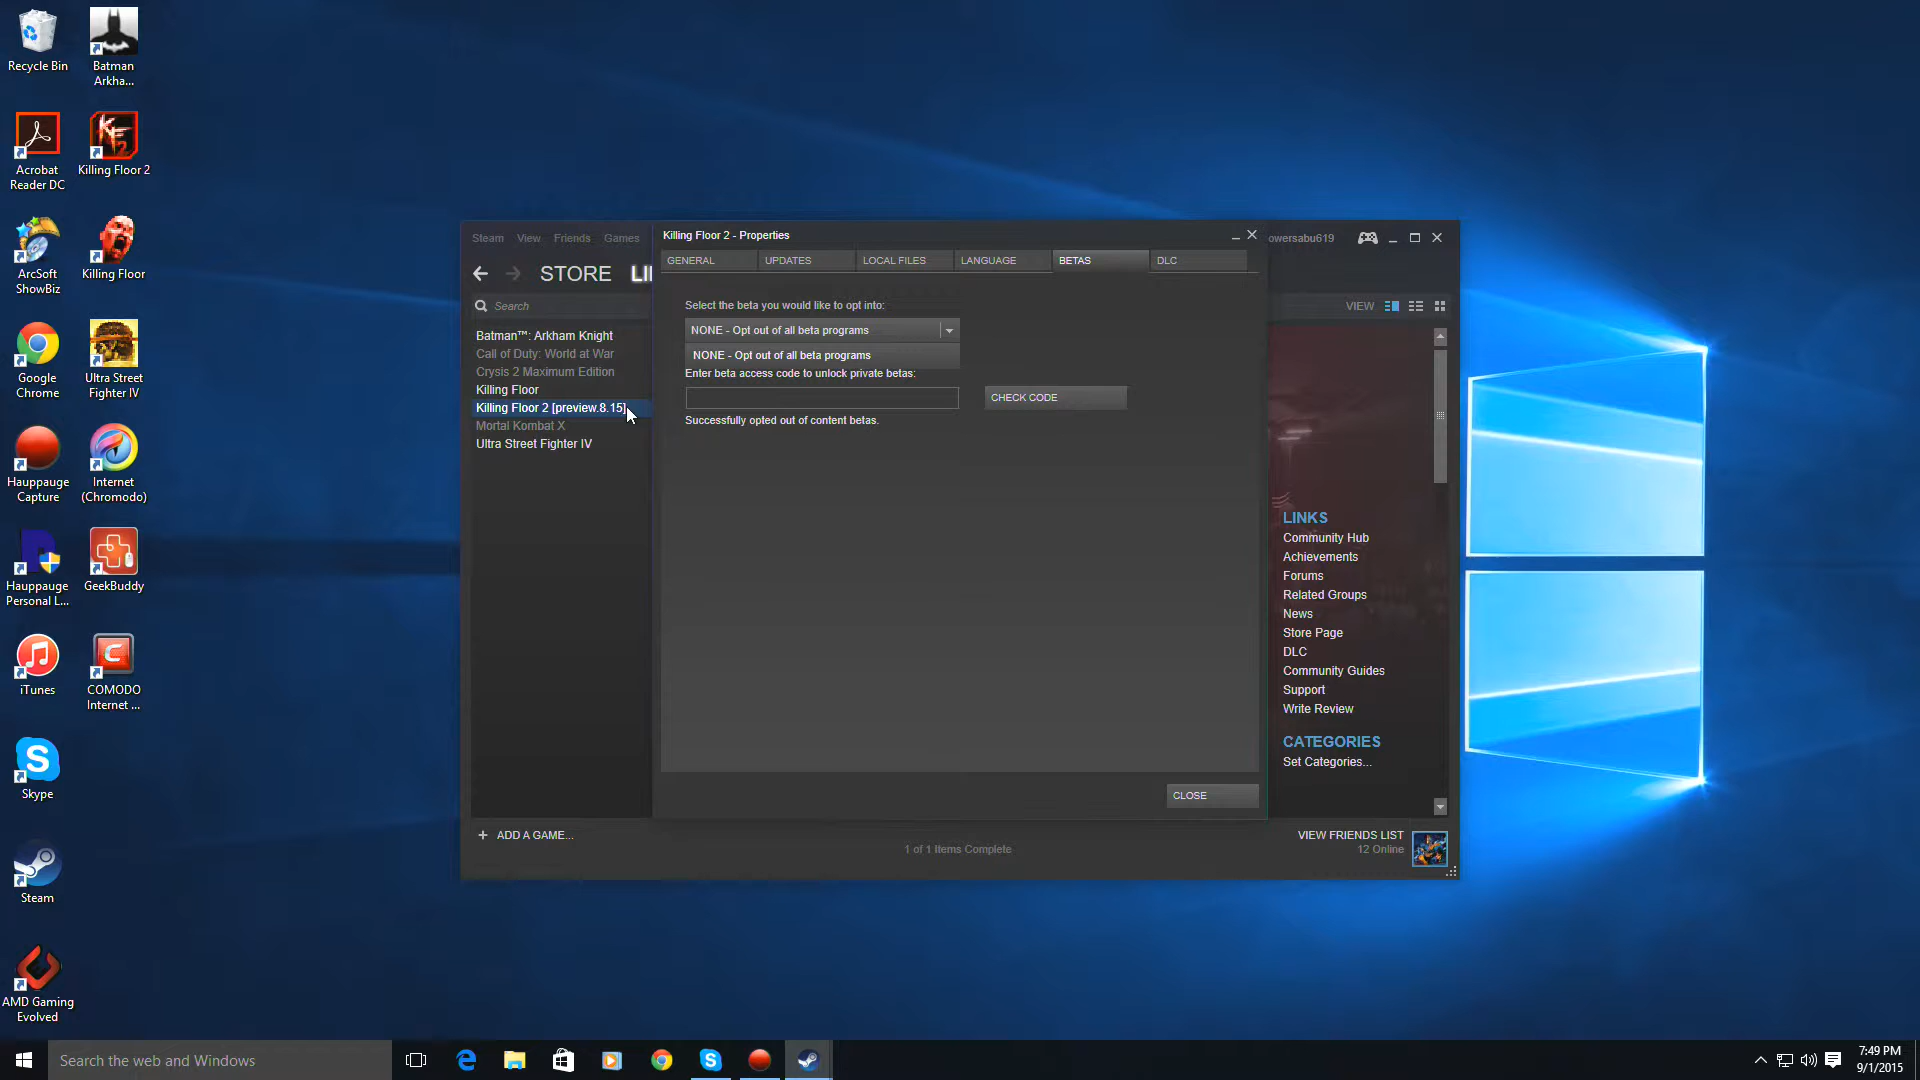 Recycle Bin
Batman
Arkha...
Acrobat
Reader DC
Killing Floor 2
ArcSoft
ShowBiz
Killing Floor
Google
Chrome
Ultra Street
Fighter IV
Hauppauge
Capture
Internet
(Chromodo)
Hauppauge
Personal L...
GeekBuddy
iTunes
COMODO
Internet ...
Skype
Steam
AMD Gaming
Evolved
Steam View Friends Games
STORE LI
Search
Batman™: Arkham Knight
Call of Duty: World at War
Crysis 2 Maximum Edition
Killing Floor
Killing Floor 2 [preview.8.15]
Mortal Kombat X
Ultra Street Fighter IV
+ ADD A GAME...
Killing Floor 2 - Properties
GENERAL UPDATES LOCAL FILES LANGUAGE BETAS DLC
Select the beta you would like to opt into:
NONE - Opt out of all beta programs
NONE - Opt out of all beta programs
Enter beta access code to unlock private betas:
CHECK CODE
Successfully opted out of content betas.
CLOSE
1 of 1 Items Complete
owersabu619
VIEW
LINKS
Community Hub
Achievements
Forums
Related Groups
News
Store Page
DLC
Community Guides
Support
Write Review
CATEGORIES
Set Categories...
VIEW FRIENDS LIST
12 Online
Search the web and Windows
7:49 PM
9/1/2015